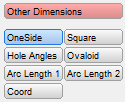 Other Dimensions
OneSide Square
Hole Angles Ovaloid
Arc Length 1 Arc Length 2
Coord